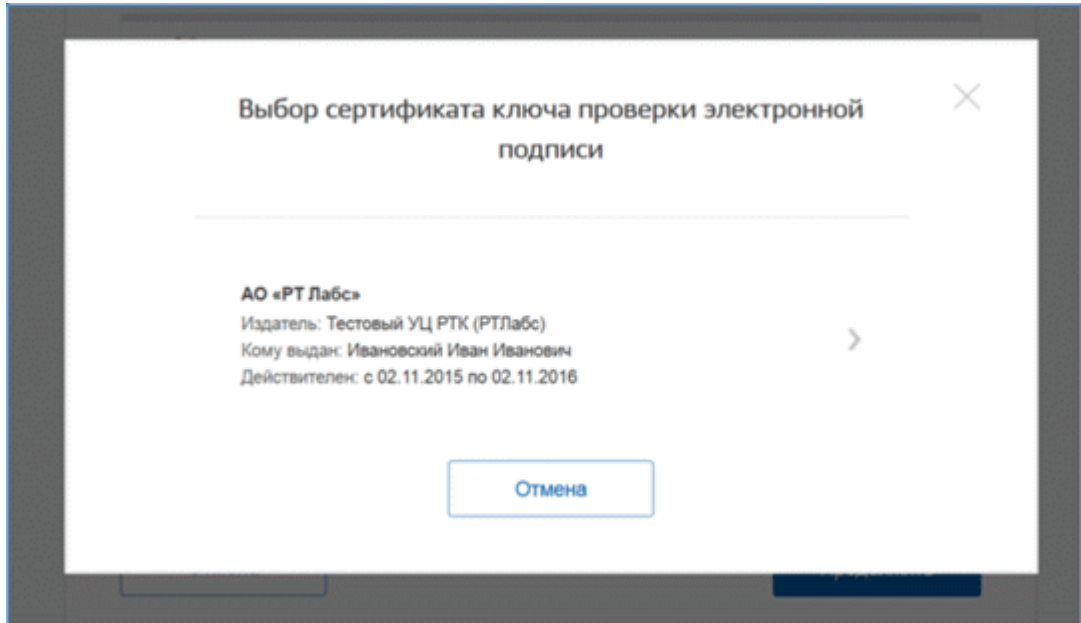 Выбор сертификата ключа проверки электронной
подписи
АО «РТ Лабс»
Издатель: Тестовый УЦ РТК (РТЛабс)
Кому выдан: Ивановский Иван Иванович
Действителен: с 02.11.2015 по 02.11.2016
Отмена